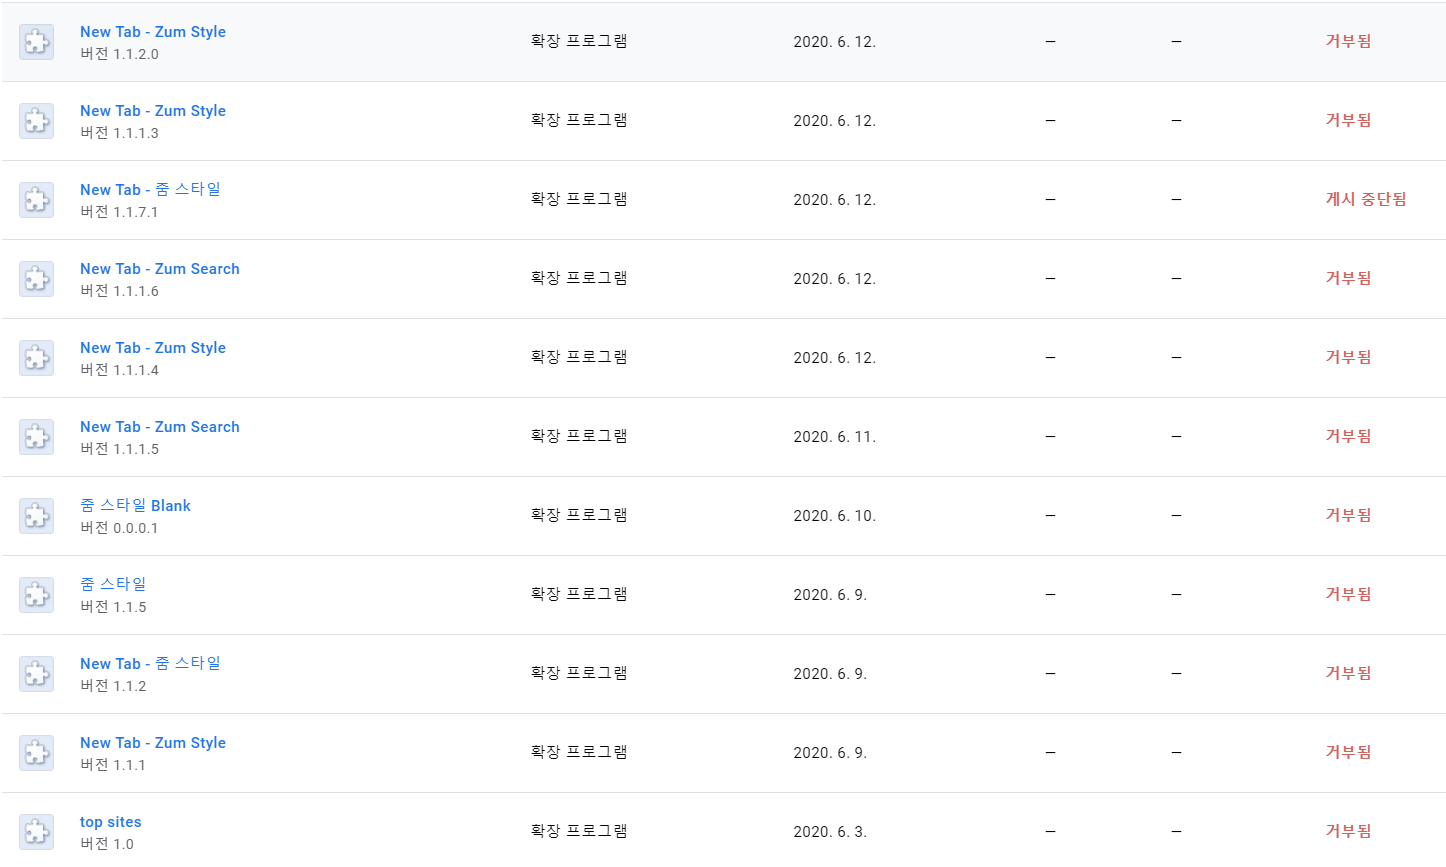 New Tab - Zum Style 확장 프로그램 2020. 6. 12. — — 거부됨
버전 1.1.2.0
New Tab - Zum Style 확장 프로그램 2020. 6. 12. — — 거부됨
버전 1.1.1.3
New Tab - 줌 스타일 확장 프로그램 2020. 6. 12. — — 게시 중단됨
버전 1.1.7.1
New Tab - Zum Search 확장 프로그램 2020. 6. 12. — — 거부됨
버전 1.1.1.6
New Tab - Zum Style 확장 프로그램 2020. 6. 12. — — 거부됨
버전 1.1.1.4
New Tab - Zum Search 확장 프로그램 2020. 6. 11. — — 거부됨
버전 1.1.1.5
줌 스타일 Blank 확장 프로그램 2020. 6. 10. — — 거부됨
버전 0.0.0.1
줌 스타일 확장 프로그램 2020. 6. 9. — — 거부됨
버전 1.1.5
New Tab - 줌 스타일 확장 프로그램 2020. 6. 9. — — 거부됨
버전 1.1.2
New Tab - Zum Style 확장 프로그램 2020. 6. 9. — — 거부됨
버전 1.1.1
top sites 확장 프로그램 2020. 6. 3. — — 거부됨
버전 1.0